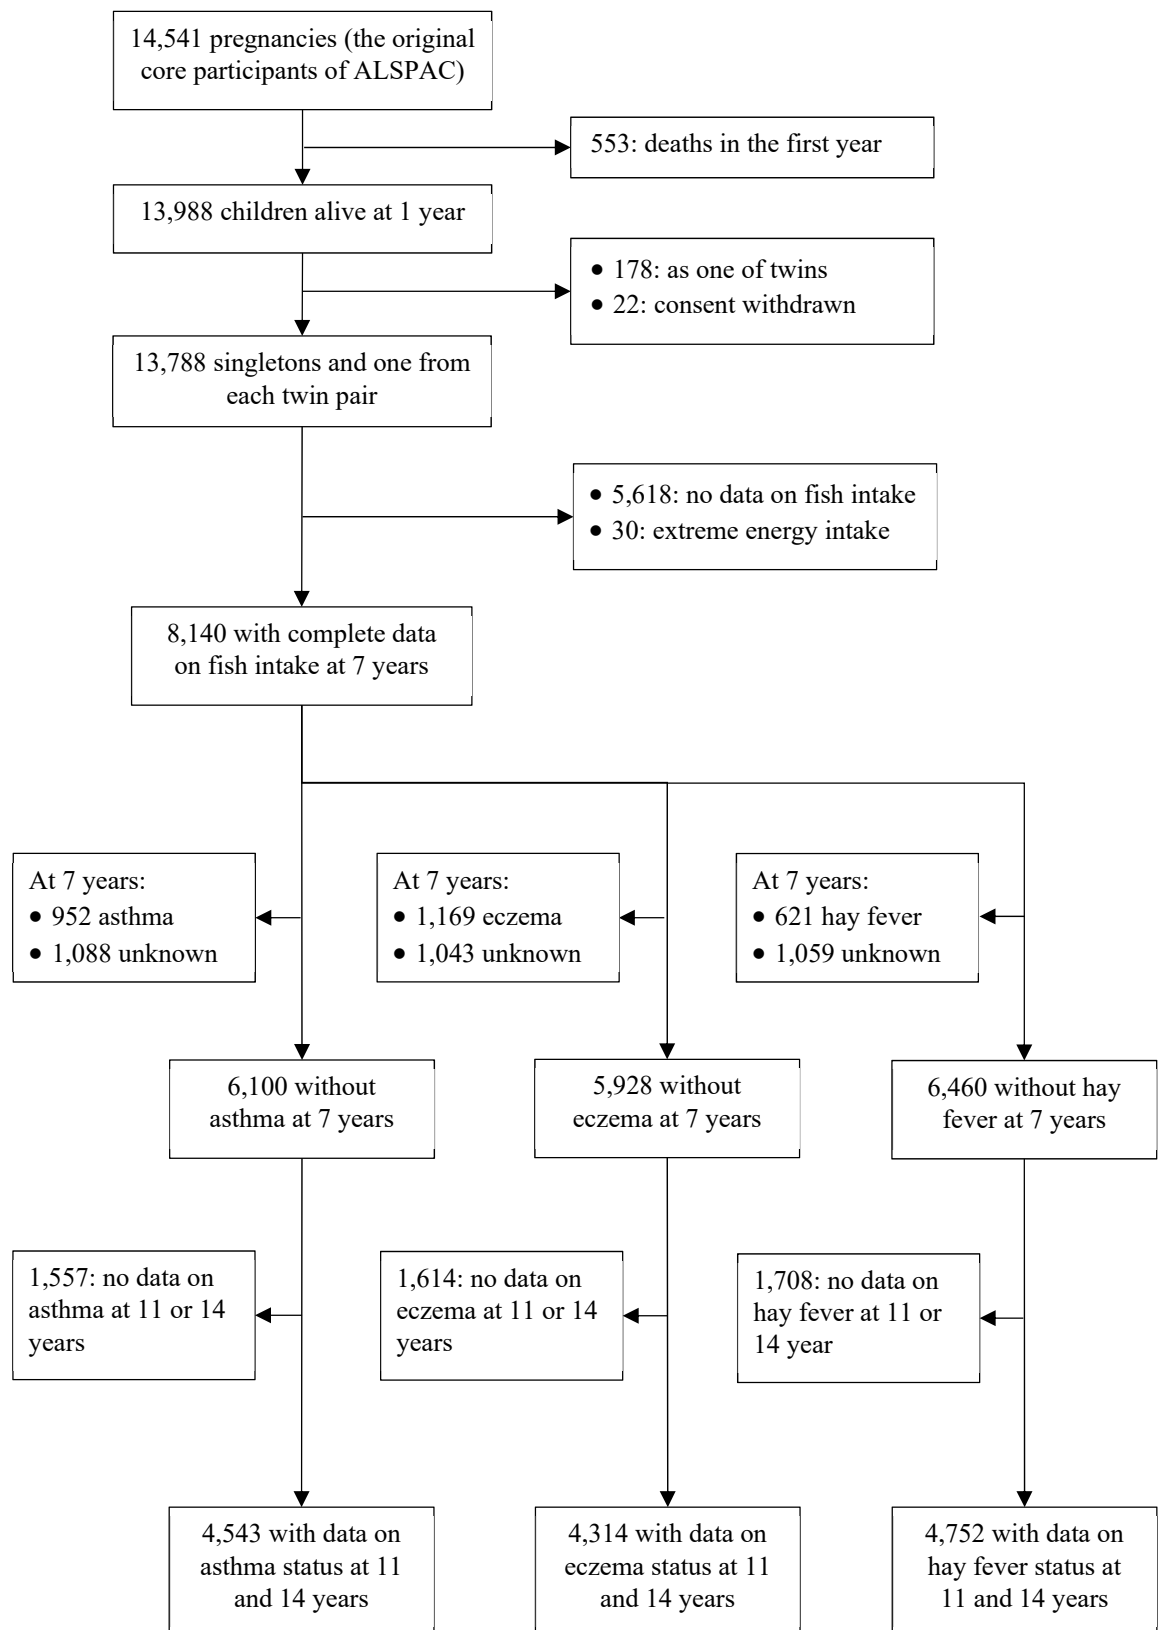 14,541 pregnancies (the original
core participants of ALSPAC)
553: deaths in the first year
13,988 children alive at 1 year
• 178: as one of twins
• 22: consent withdrawn
13,788 singletons and one from
each twin pair
• 5,618: no data on fish intake
• 30: extreme energy intake
8,140 with complete data
on fish intake at 7 years
At 7 years:
• 952 asthma
• 1,088 unknown
At 7 years:
• 1,169 eczema
• 1,043 unknown
At 7 years:
• 621 hay fever
• 1,059 unknown
6,100 without
asthma at 7 years
5,928 without
eczema at 7 years
6,460 without hay
fever at 7 years
1,557: no data on
asthma at 11 or 14
years
1,614: no data on
eczema at 11 or 14
years
1,708: no data on
hay fever at 11 or
14 year
4,543 with data on
asthma status at 11
and 14 years
4,314 with data on
eczema status at 11
and 14 years
4,752 with data on
hay fever status at
11 and 14 years